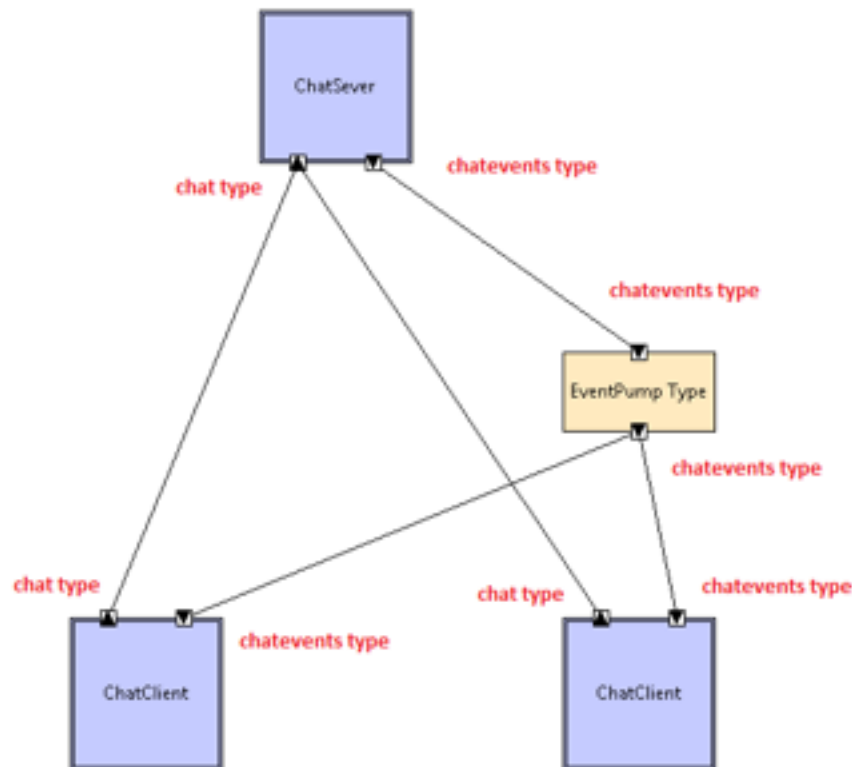 ChatSever
chat type
chatevents type
chatevents type
EventPump Type
chatevents type
chat type
chatevents type
chat type
chatevents type
ChatClient
ChatClient